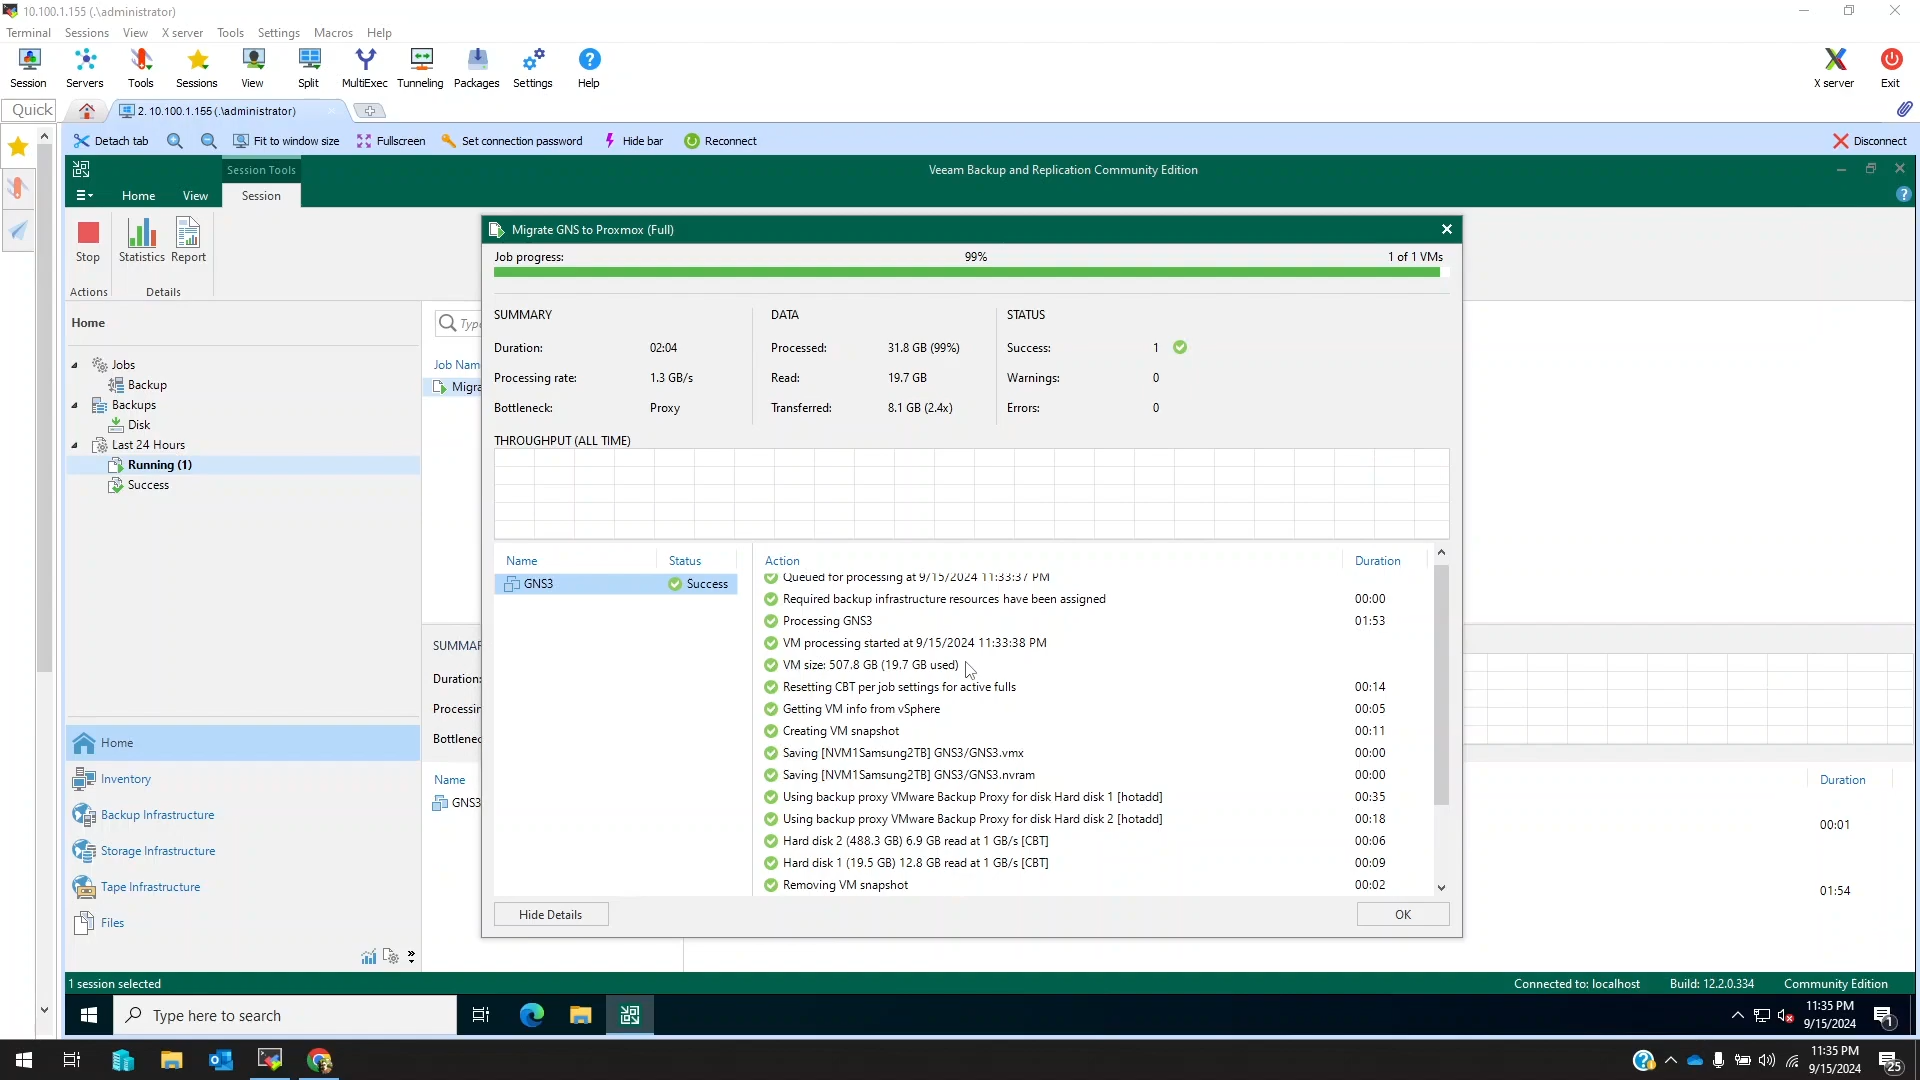 10.100.1.155 (.\administrator)
Terminal Sessions View X server Tools Settings Macros Help
Session Servers Tools Sessions View Split MultiExec Tunneling Packages Settings Help X server Exit
Quick 2. 10.100.1.155 (.\administrator)
Detach tab Fit to window size Fullscreen Set connection password Hide bar Reconnect Disconnect
Session Tools Veeam Backup and Replication Community Edition
Home View Session
Stop Statistics Report
Actions Details
Home
Jobs
Backup
Backups
Disk
Last 24 Hours
Running (1)
Success
Home
Inventory
Backup Infrastructure
Storage Infrastructure
Tape Infrastructure
Files
Type
Job Nam
Migra
SUMMAR
Duration:
Processin
Bottlenec
Name
GNS3
Duration
00:01
01:54
Migrate GNS to Proxmox (Full)
Job progress: 99% 1 of 1 VMs
SUMMARY DATA STATUS
Duration: 02:04 Processed: 31.8 GB (99%) Success: 1
Processing rate: 1.3 GB/s Read: 19.7 GB Warnings: 0
Bottleneck: Proxy Transferred: 8.1 GB (2.4x) Errors: 0
THROUGHPUT (ALL TIME)
Name Status Action Duration
GNS3 Success
Queued for processing at 9/15/2024 11:33:37 PM
Required backup infrastructure resources have been assigned 00:00
Processing GNS3 01:53
VM processing started at 9/15/2024 11:33:38 PM
VM size: 507.8 GB (19.7 GB used)
Resetting CBT per job settings for active fulls 00:14
Getting VM info from vSphere 00:05
Creating VM snapshot 00:11
Saving [NVM1Samsung2TB] GNS3/GNS3.vmx 00:00
Saving [NVM1Samsung2TB] GNS3/GNS3.nvram 00:00
Using backup proxy VMware Backup Proxy for disk Hard disk 1 [hotadd] 00:35
Using backup proxy VMware Backup Proxy for disk Hard disk 2 [hotadd] 00:18
Hard disk 2 (488.3 GB) 6.9 GB read at 1 GB/s [CBT] 00:06
Hard disk 1 (19.5 GB) 12.8 GB read at 1 GB/s [CBT] 00:09
Removing VM snapshot 00:02
Hide Details OK
1 session selected Connected to: localhost Build: 12.2.0.334 Community Edition
Type here to search 11:35 PM
9/15/2024 1
11:35 PM
9/15/2024 25